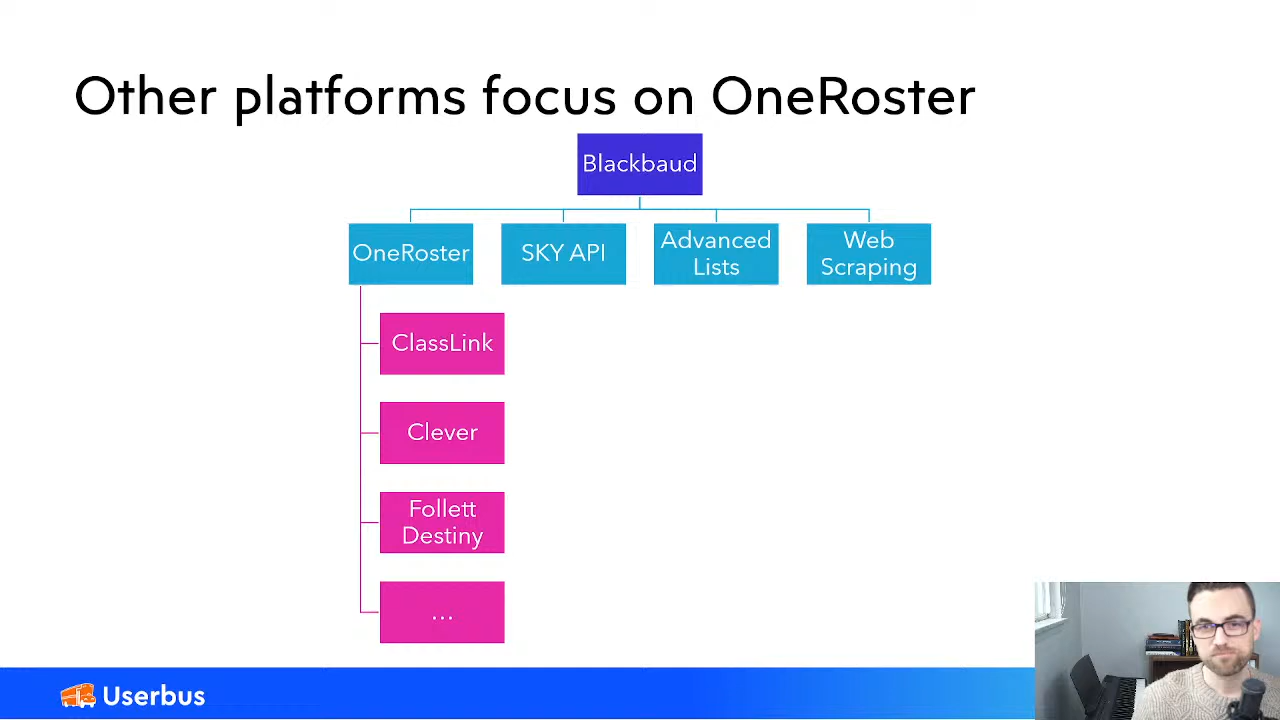 Other platforms focus on OneRoster
Blackbaud
OneRoster
SKY API
Advanced
Lists
Web
Scraping
ClassLink
Clever
Follett
Destiny
...
Userbus